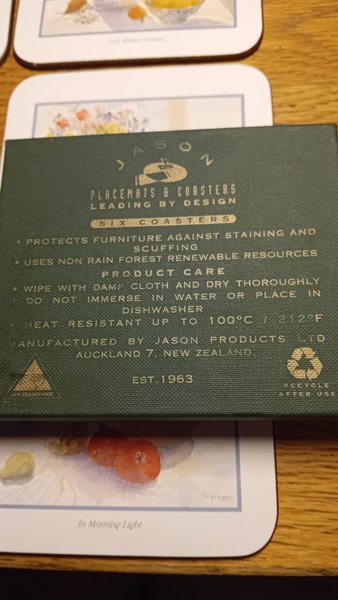 JASON
PLACEMATS & COASTERS
LEADING BY DESIGN
SIX COASTERS
• PROTECTS FURNITURE AGAINST STAINING AND
SCUFFING
• USES NON RAIN FOREST RENEWABLE RESOURCES
PRODUCT CARE
• WIPE WITH DAMP CLOTH AND DRY THOROUGHLY
DO NOT IMMERSE IN WATER OR PLACE IN
DISHWASHER
• HEAT RESISTANT UP TO 100°C / 212°F
MANUFACTURED BY JASON PRODUCTS LTD
AUCKLAND 7, NEW ZEALAND,
EST.1963
NEW ZEALAND MADE
RECYCLE
AFTER USE
In Morning Light